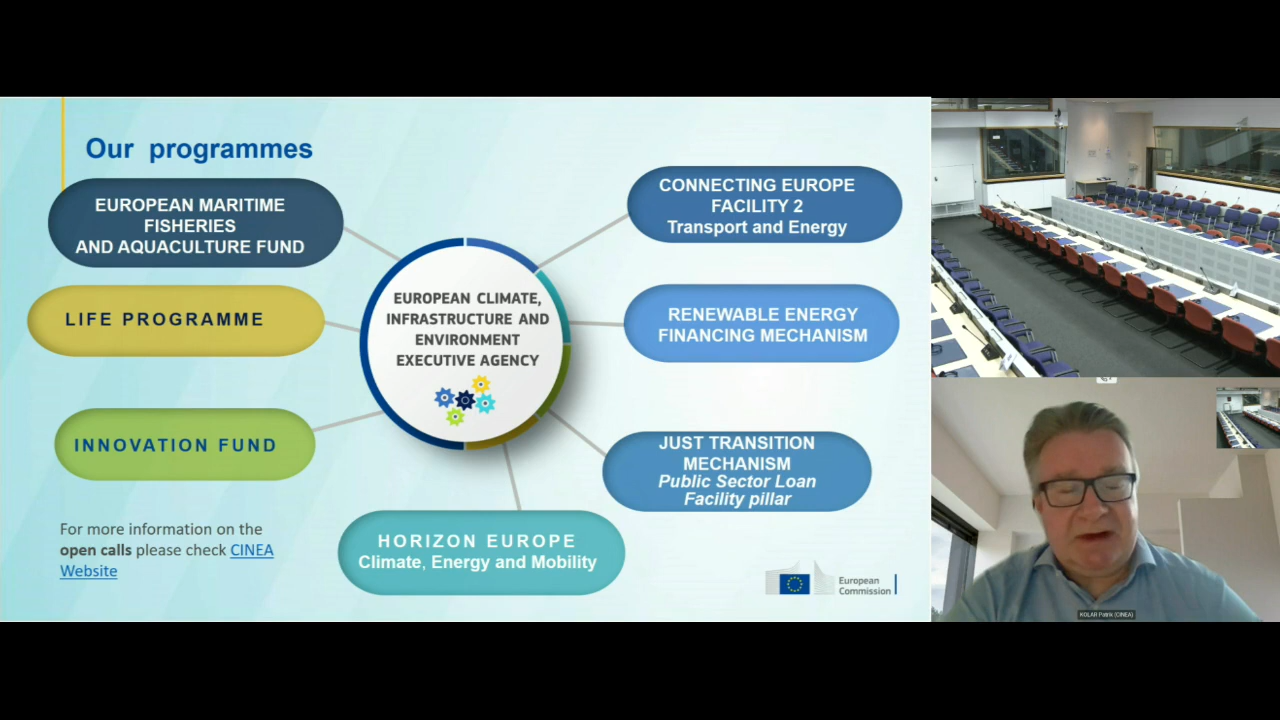 Our programmes
EUROPEAN MARITIME
FISHERIES
AND AQUACULTURE FUND
LIFE PROGRAMME
INNOVATION FUND
For more information on the
open calls please check CINEA
Website
EUROPEAN CLIMATE,
INFRASTRUCTURE AND
ENVIRONMENT
EXECUTIVE AGENCY
HORIZON EUROPE
Climate, Energy and Mobility
CONNECTING EUROPE
FACILITY 2
Transport and Energy
RENEWABLE ENERGY
FINANCING MECHANISM
JUST TRANSITION
MECHANISM
Public Sector Loan
Facility pillar
European
Commission
KOLAR Patrik (CINEA)